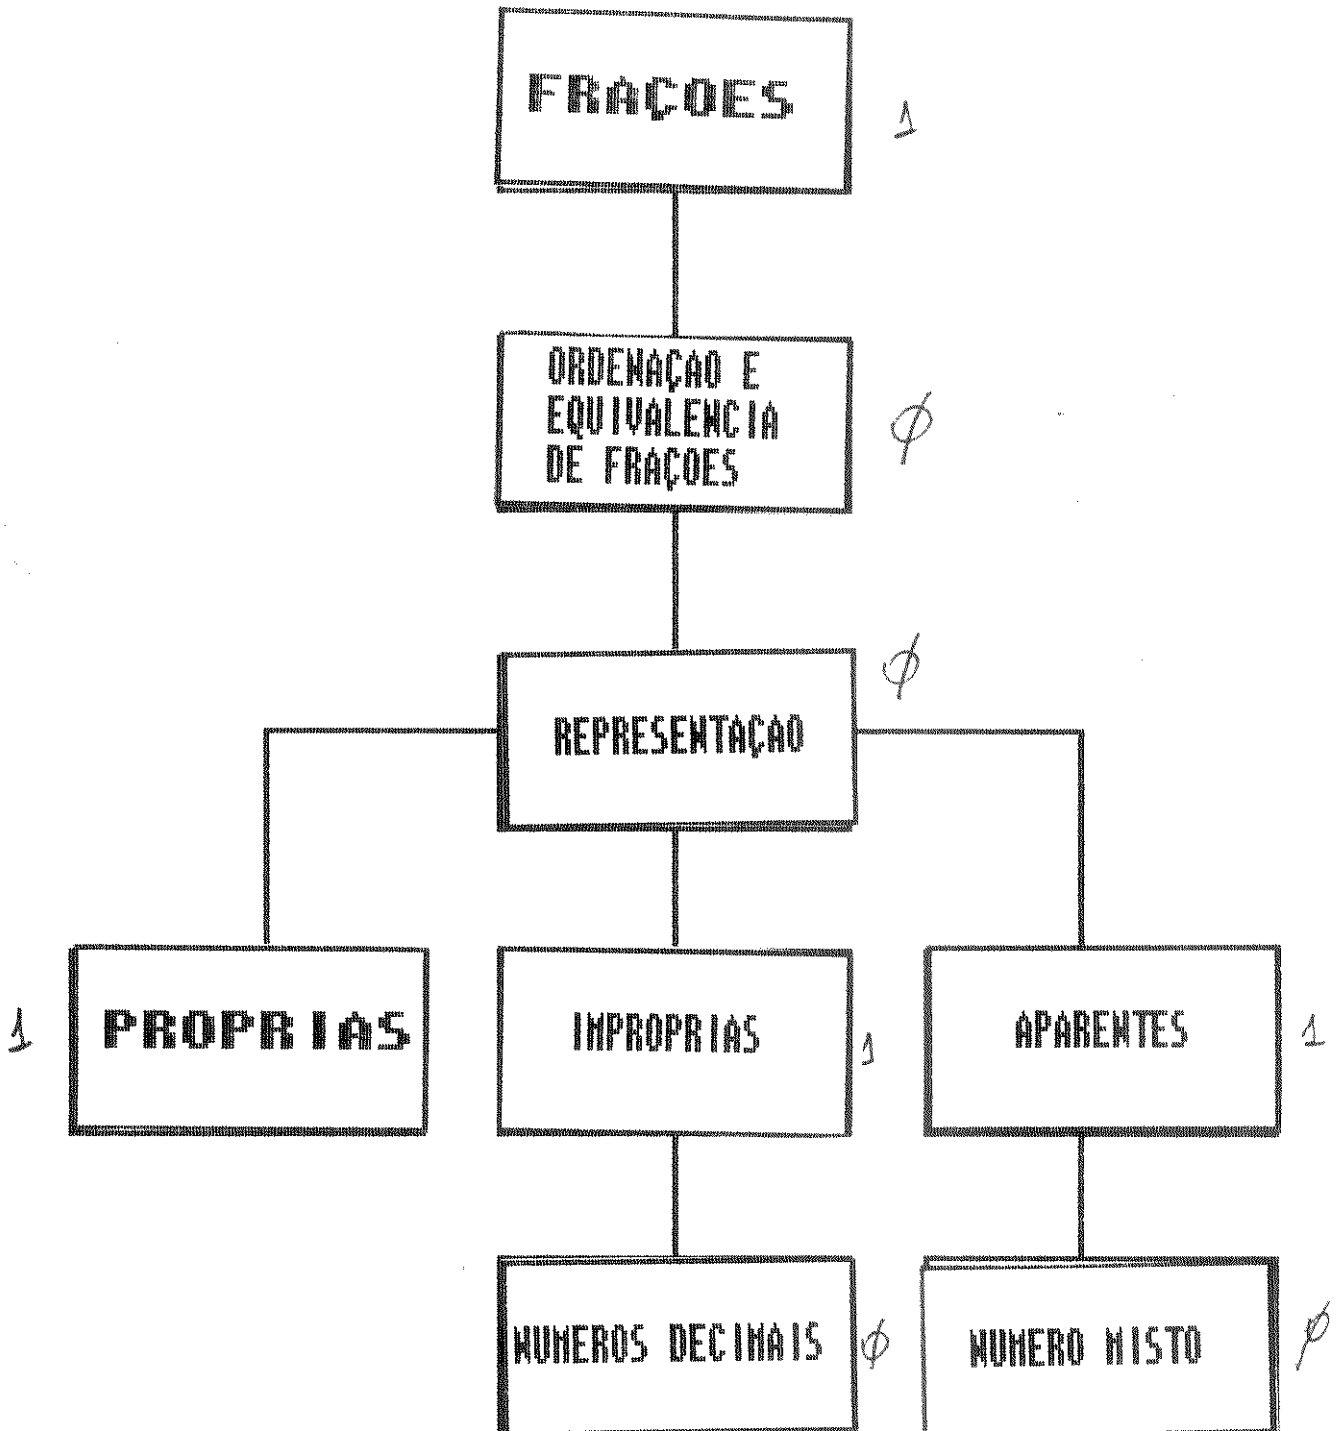 FRAÇOES
1
ORDENAÇAO E
EQUIVALENCIA
DE FRAÇOES
ϕ
ϕ
REPRESENTAÇAO
1
PROPRIAS
IMPROPRIAS
1
APARENTES
1
NUMEROS DECIMAIS
ϕ
NUMERO MISTO
ϕ